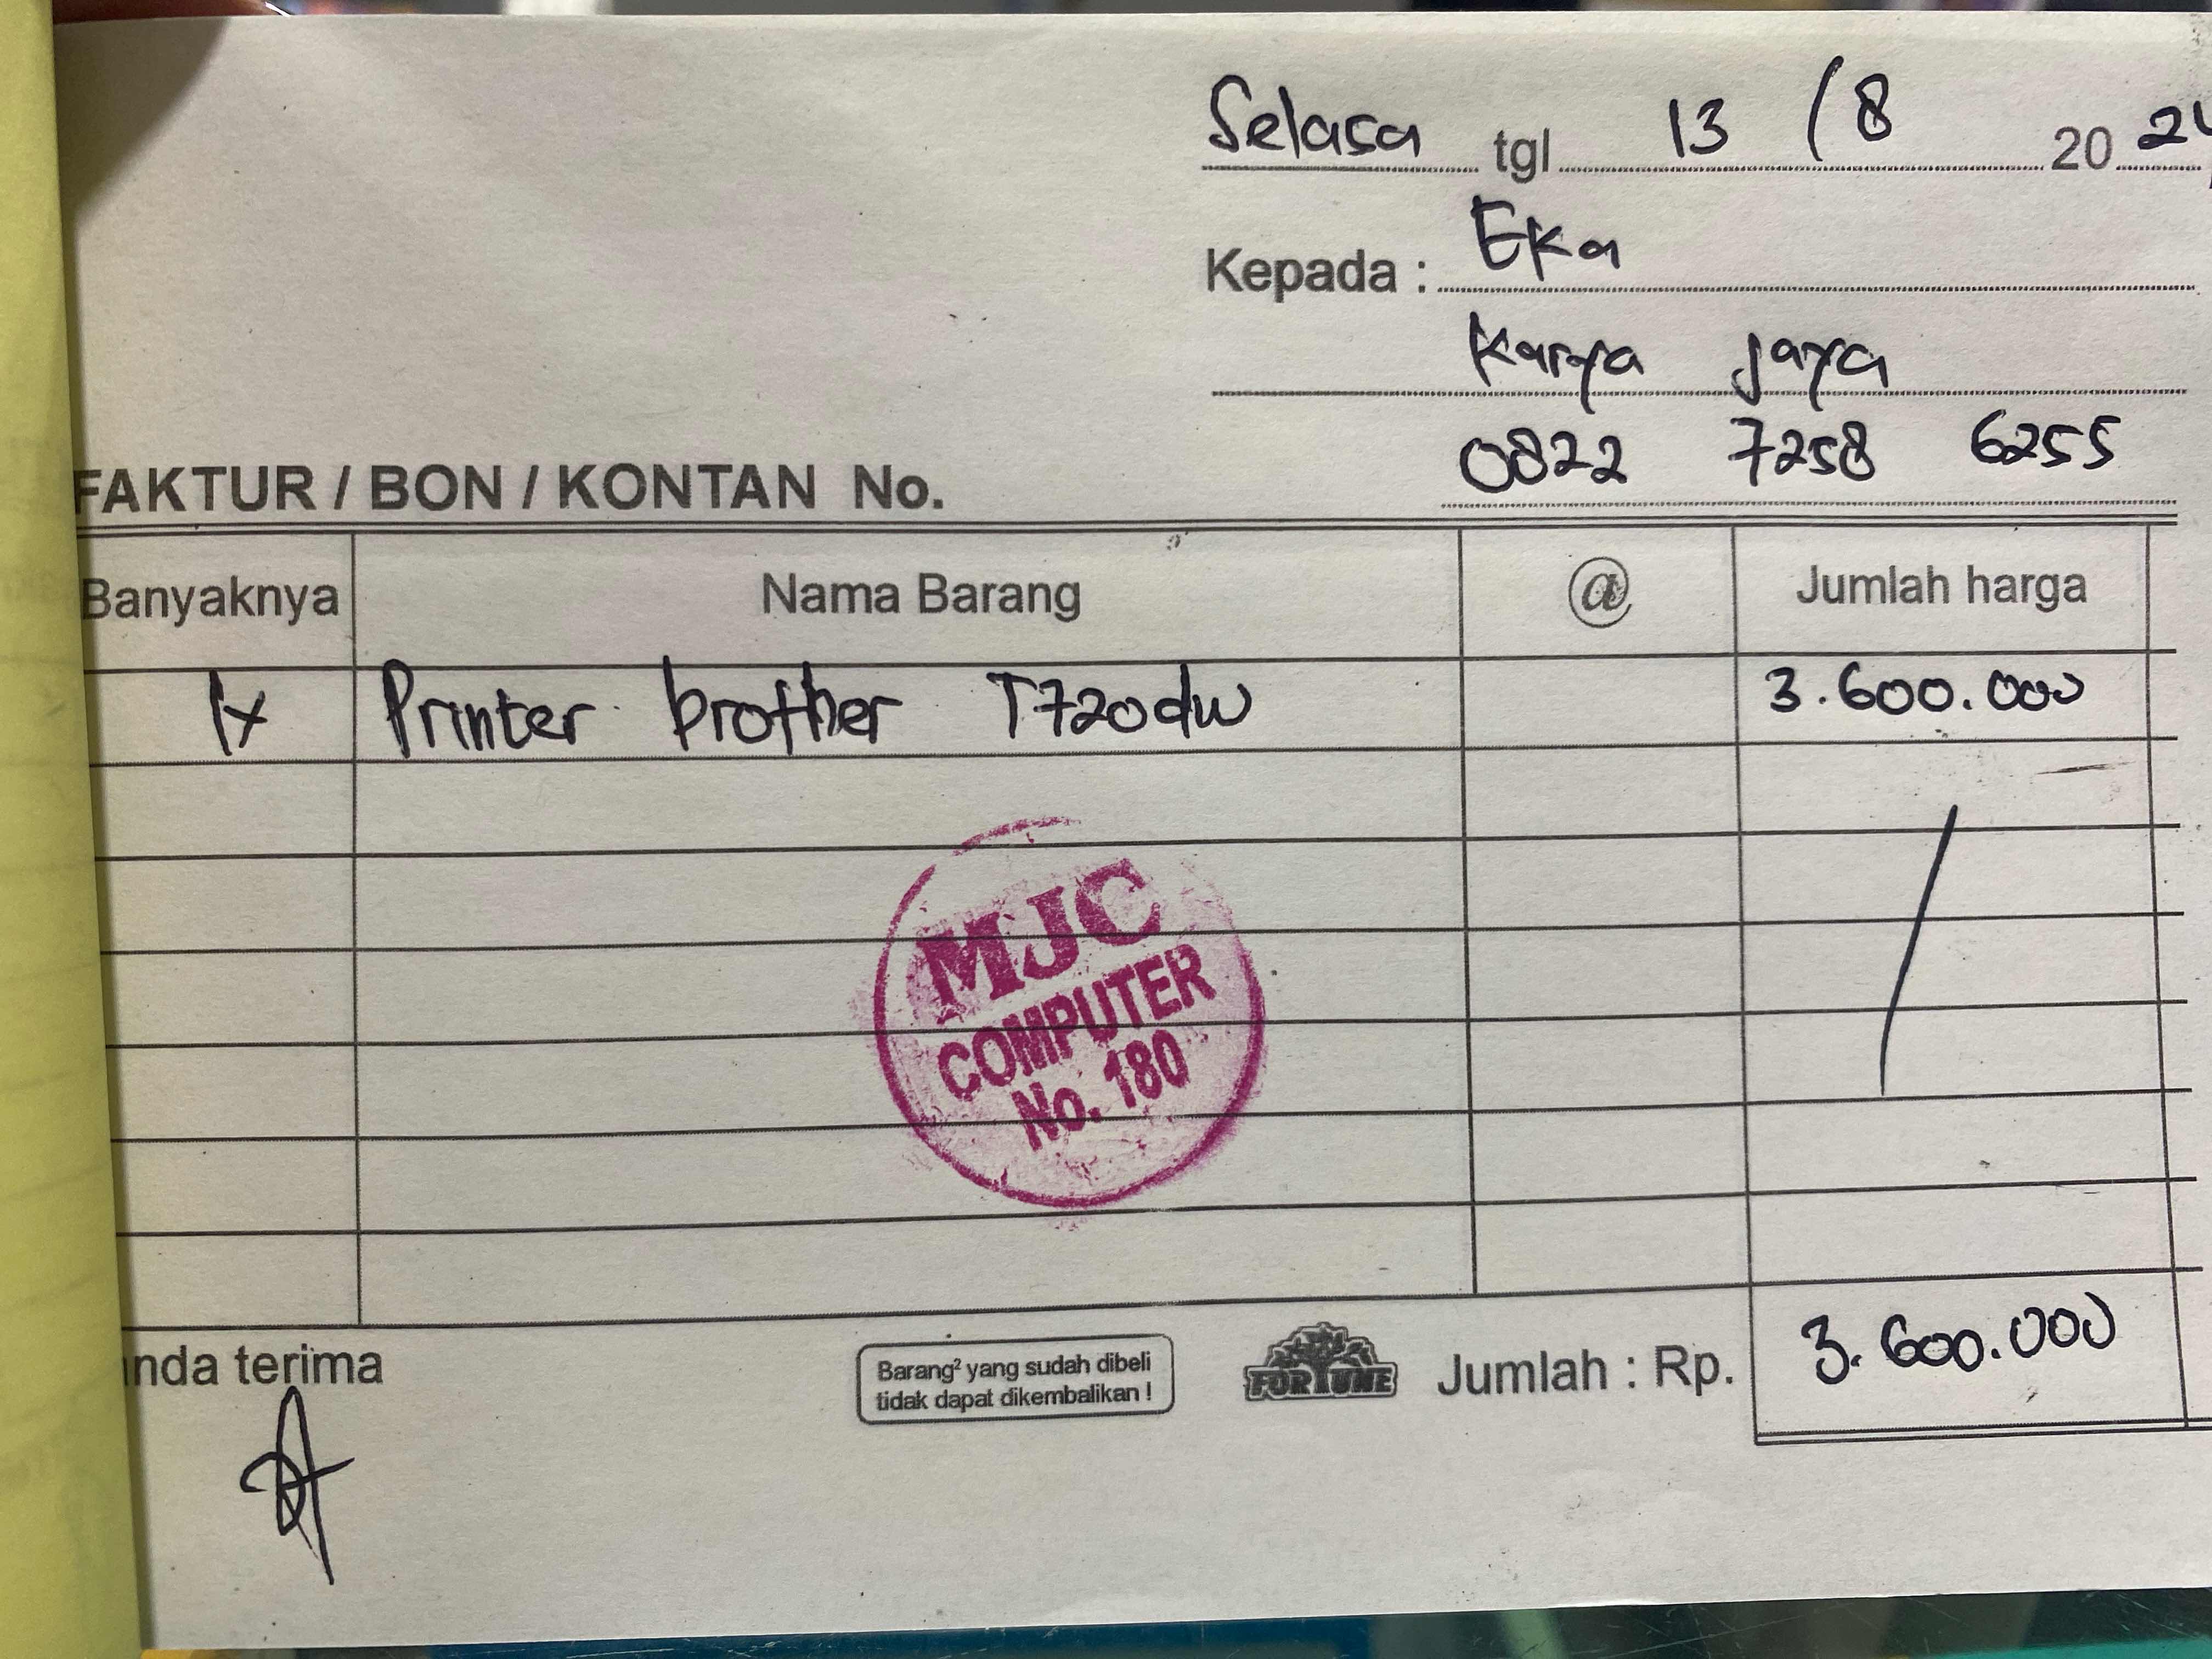 Selasa tgl 13 / 8 20 24
Kepada : Eka
Karya Jaya
0822 7258 6255
FAKTUR / BON / KONTAN No.
Banyaknya Nama Barang @ Jumlah harga
1x Printer brother T720dw 3.600.000
MJC
COMPUTER
No. 180
nda terima
Barang² yang sudah dibeli
tidak dapat dikembalikan !
FORTUNE
Jumlah : Rp. 3.600.000